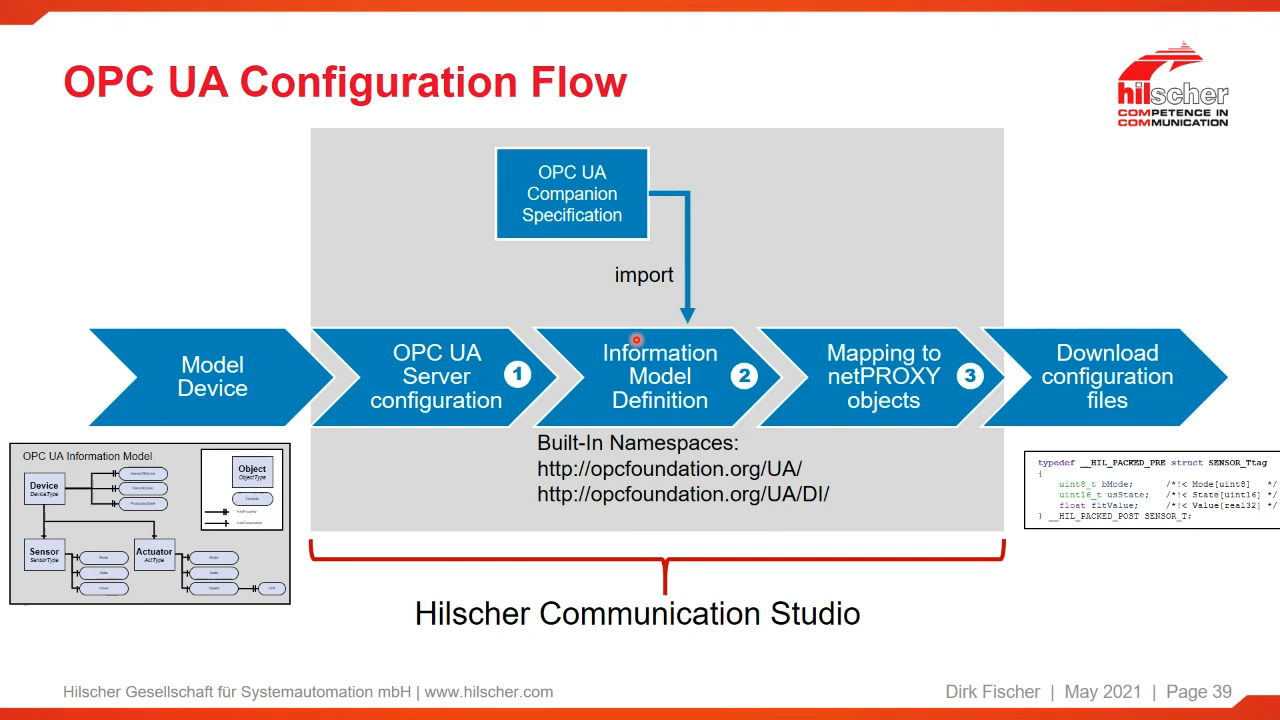 OPC UA Configuration Flow
hilscher
COMPETENCE IN
COMMUNICATION
OPC UA
Companion
Specification
import
Model
Device
OPC UA
Server
configuration
1
Information
Model
Definition
2
Mapping to
netPROXY
objects
3
Download
configuration
files
Built-In Namespaces:
http://opcfoundation.org/UA/
http://opcfoundation.org/UA/DI/
OPC UA Information Model
Device
DeviceType
Object
ObjectType
Variable
Sensor
SensorType
Actuator
ActType
typedef __HIL_PACKED_PRE struct SENSOR_Ttag
{
uint8_t bMode; /*!< Mode[uint8] */
uint16_t usState; /*!< State[uint16] */
float fltValue; /*!< Value[real32] */
} __HIL_PACKED_POST SENSOR_T;
Hilscher Communication Studio
Hilscher Gesellschaft für Systemautomation mbH | www.hilscher.com
Dirk Fischer | May 2021 | Page 39